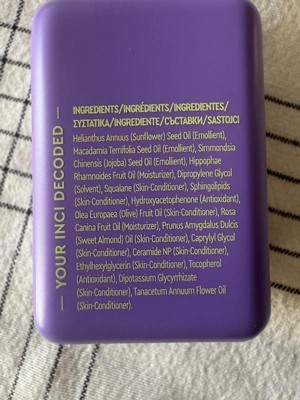 — YOUR INCI DECODED —
INGREDIENTS/INGRÉDIENTS/INGREDIENTES/
ΣΥΣΤΑΤΙΚΑ/INGREDIENTE/СЪСТАВКИ/SASTOJCI
Helianthus Annuus (Sunflower) Seed Oil (Emollient),
Macadamia Ternifolia Seed Oil (Emollient), Simmondsia
Chinensis (Jojoba) Seed Oil (Emollient), Hippophae
Rhamnoides Fruit Oil (Moisturizer), Dipropylene Glycol
(Solvent), Squalane (Skin-Conditioner), Sphingolipids
(Skin-Conditioner), Hydroxyacetophenone (Antioxidant),
Olea Europaea (Olive) Fruit Oil (Skin-Conditioner), Rosa
Canina Fruit Oil (Moisturizer), Prunus Amygdalus Dulcis
(Sweet Almond) Oil (Skin-Conditioner), Caprylyl Glycol
(Skin-Conditioner), Ceramide NP (Skin-Conditioner),
Ethylhexylglycerin (Skin-Conditioner), Tocopherol
(Antioxidant), Dipotassium Glycyrrhizate
(Skin-Conditioner), Tanacetum Annuum Flower Oil
(Skin-Conditioner).